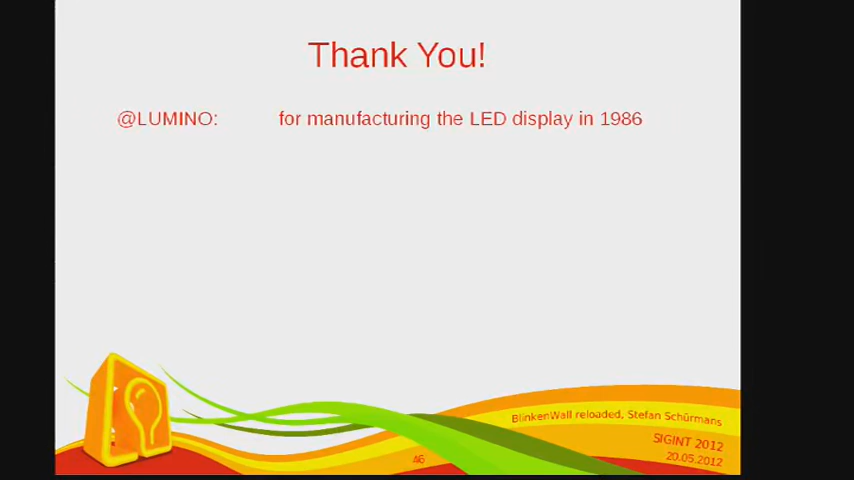 Thank You!
@LUMINO: for manufacturing the LED display in 1986
BlinkenWall reloaded, Stefan Schürmans
SIGINT 2012
46
20.05.2012